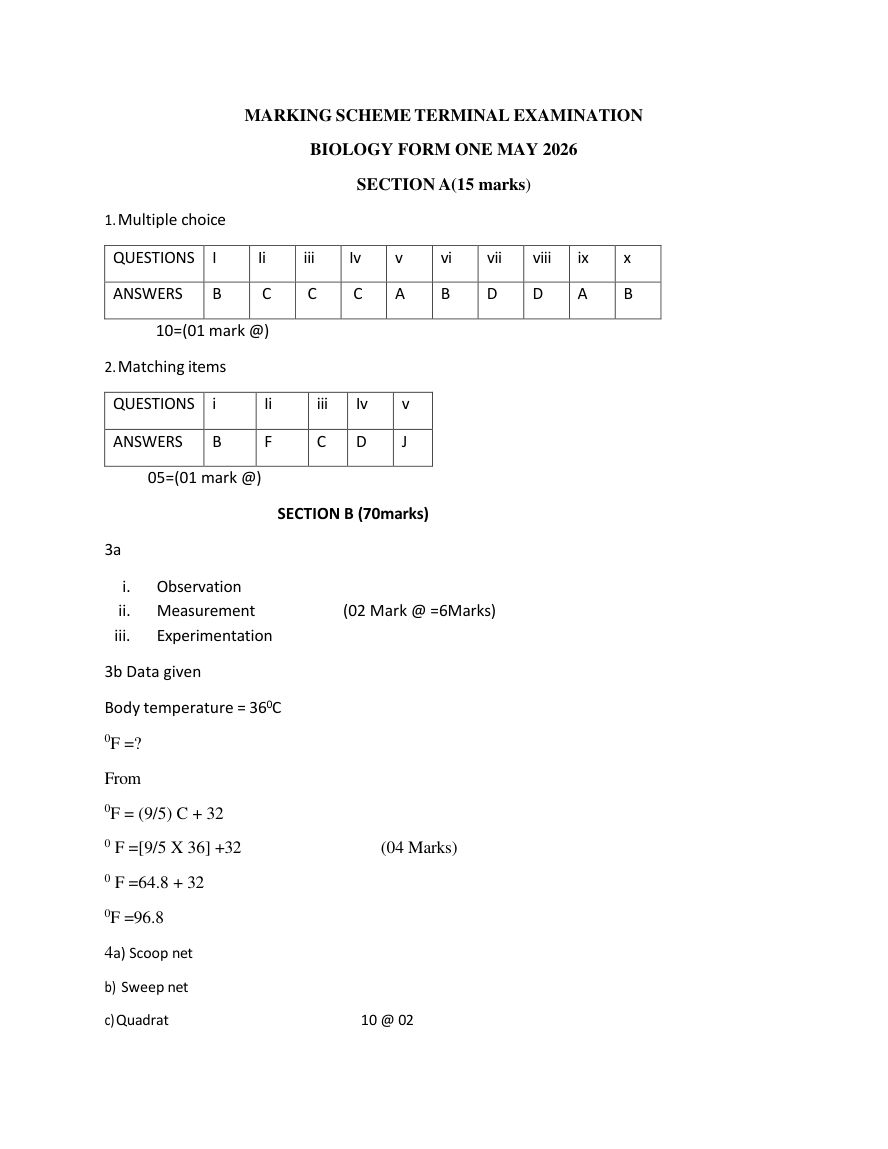 MARKING SCHEME TERMINAL EXAMINATION
BIOLOGY FORM ONE MAY 2026
SECTION A(15 marks)
1.Multiple choice
QUESTIONS I Ii iii Iv v vi vii viii ix x
ANSWERS B C C C A B D D A B
10=(01 mark @)
2.Matching items
QUESTIONS i Ii iii Iv v
ANSWERS B F C D J
05=(01 mark @)
SECTION B (70marks)
3a
i. Observation
ii. Measurement (02 Mark @ =6Marks)
iii. Experimentation
3b Data given
Body temperature = 36⁰C
⁰F =?
From
⁰F = (9/5) C + 32
⁰ F =[9/5 X 36] +32 (04 Marks)
⁰ F =64.8 + 32
⁰F =96.8
4a) Scoop net
b) Sweep net
c)Quadrat 10 @ 02